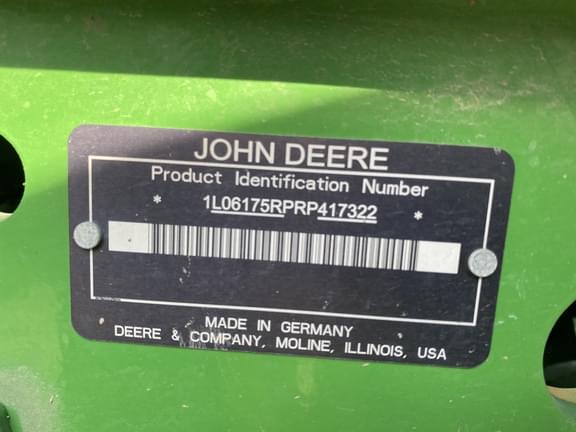 JOHN DEERE
Product Identification Number
* 1L06175RPRP417322 *
MADE IN GERMANY
DEERE & COMPANY, MOLINE, ILLINOIS, USA